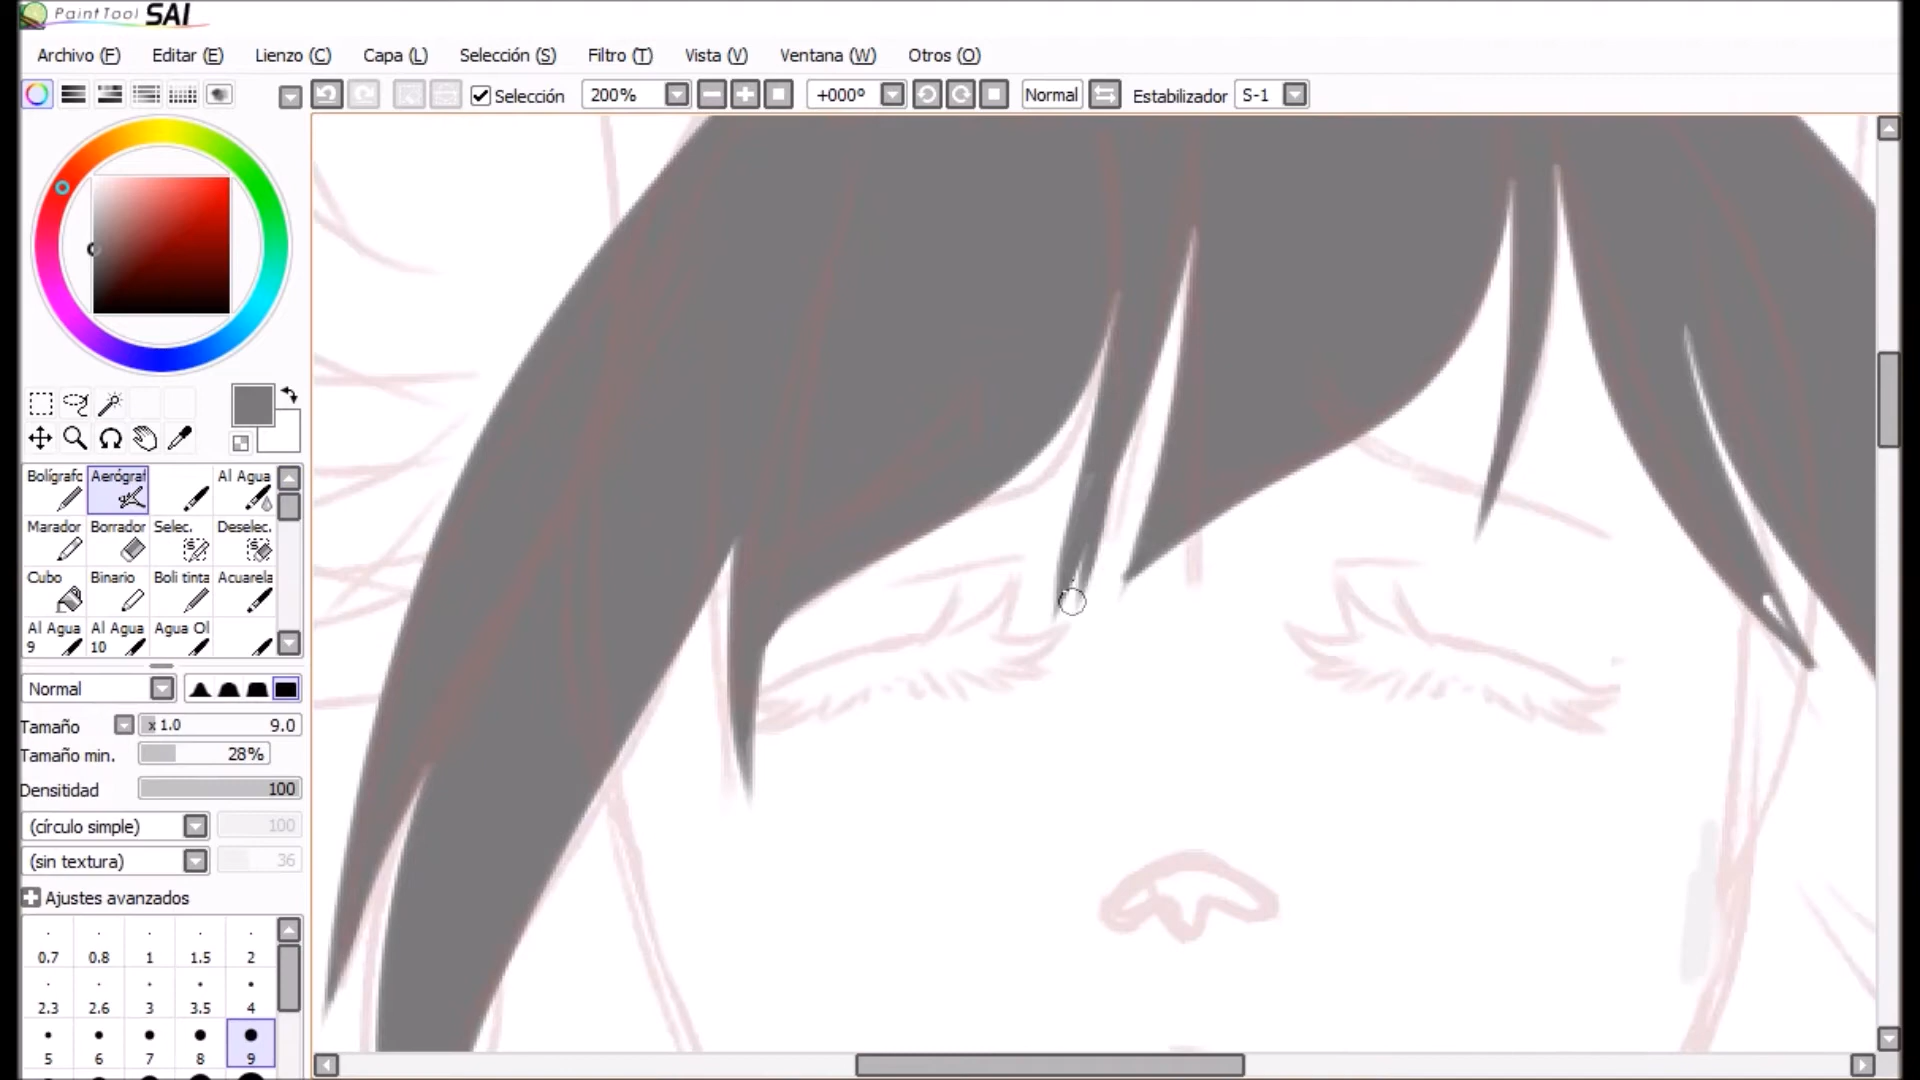 PaintTool SAI
Archivo (F) Editar (E) Lienzo (C) Capa (L) Selección (S) Filtro (T) Vista (V) Ventana (W) Otros (O)
Selección 200% +000º Normal Estabilizador S-1
Bolígrafc Aerógraf Al Agua
Marador Borrador Selec. Deselec.
Cubo Binario Boli tinta Acuarela
Al Agua Al Agua Agua Ol
9 10
Normal
Tamaño x 1.0 9.0
Tamaño min. 28%
Densitidad 100
(círculo simple) 100
(sin textura) 36
Ajustes avanzados
0.7 0.8 1 1.5 2
2.3 2.6 3 3.5 4
5 6 7 8 9